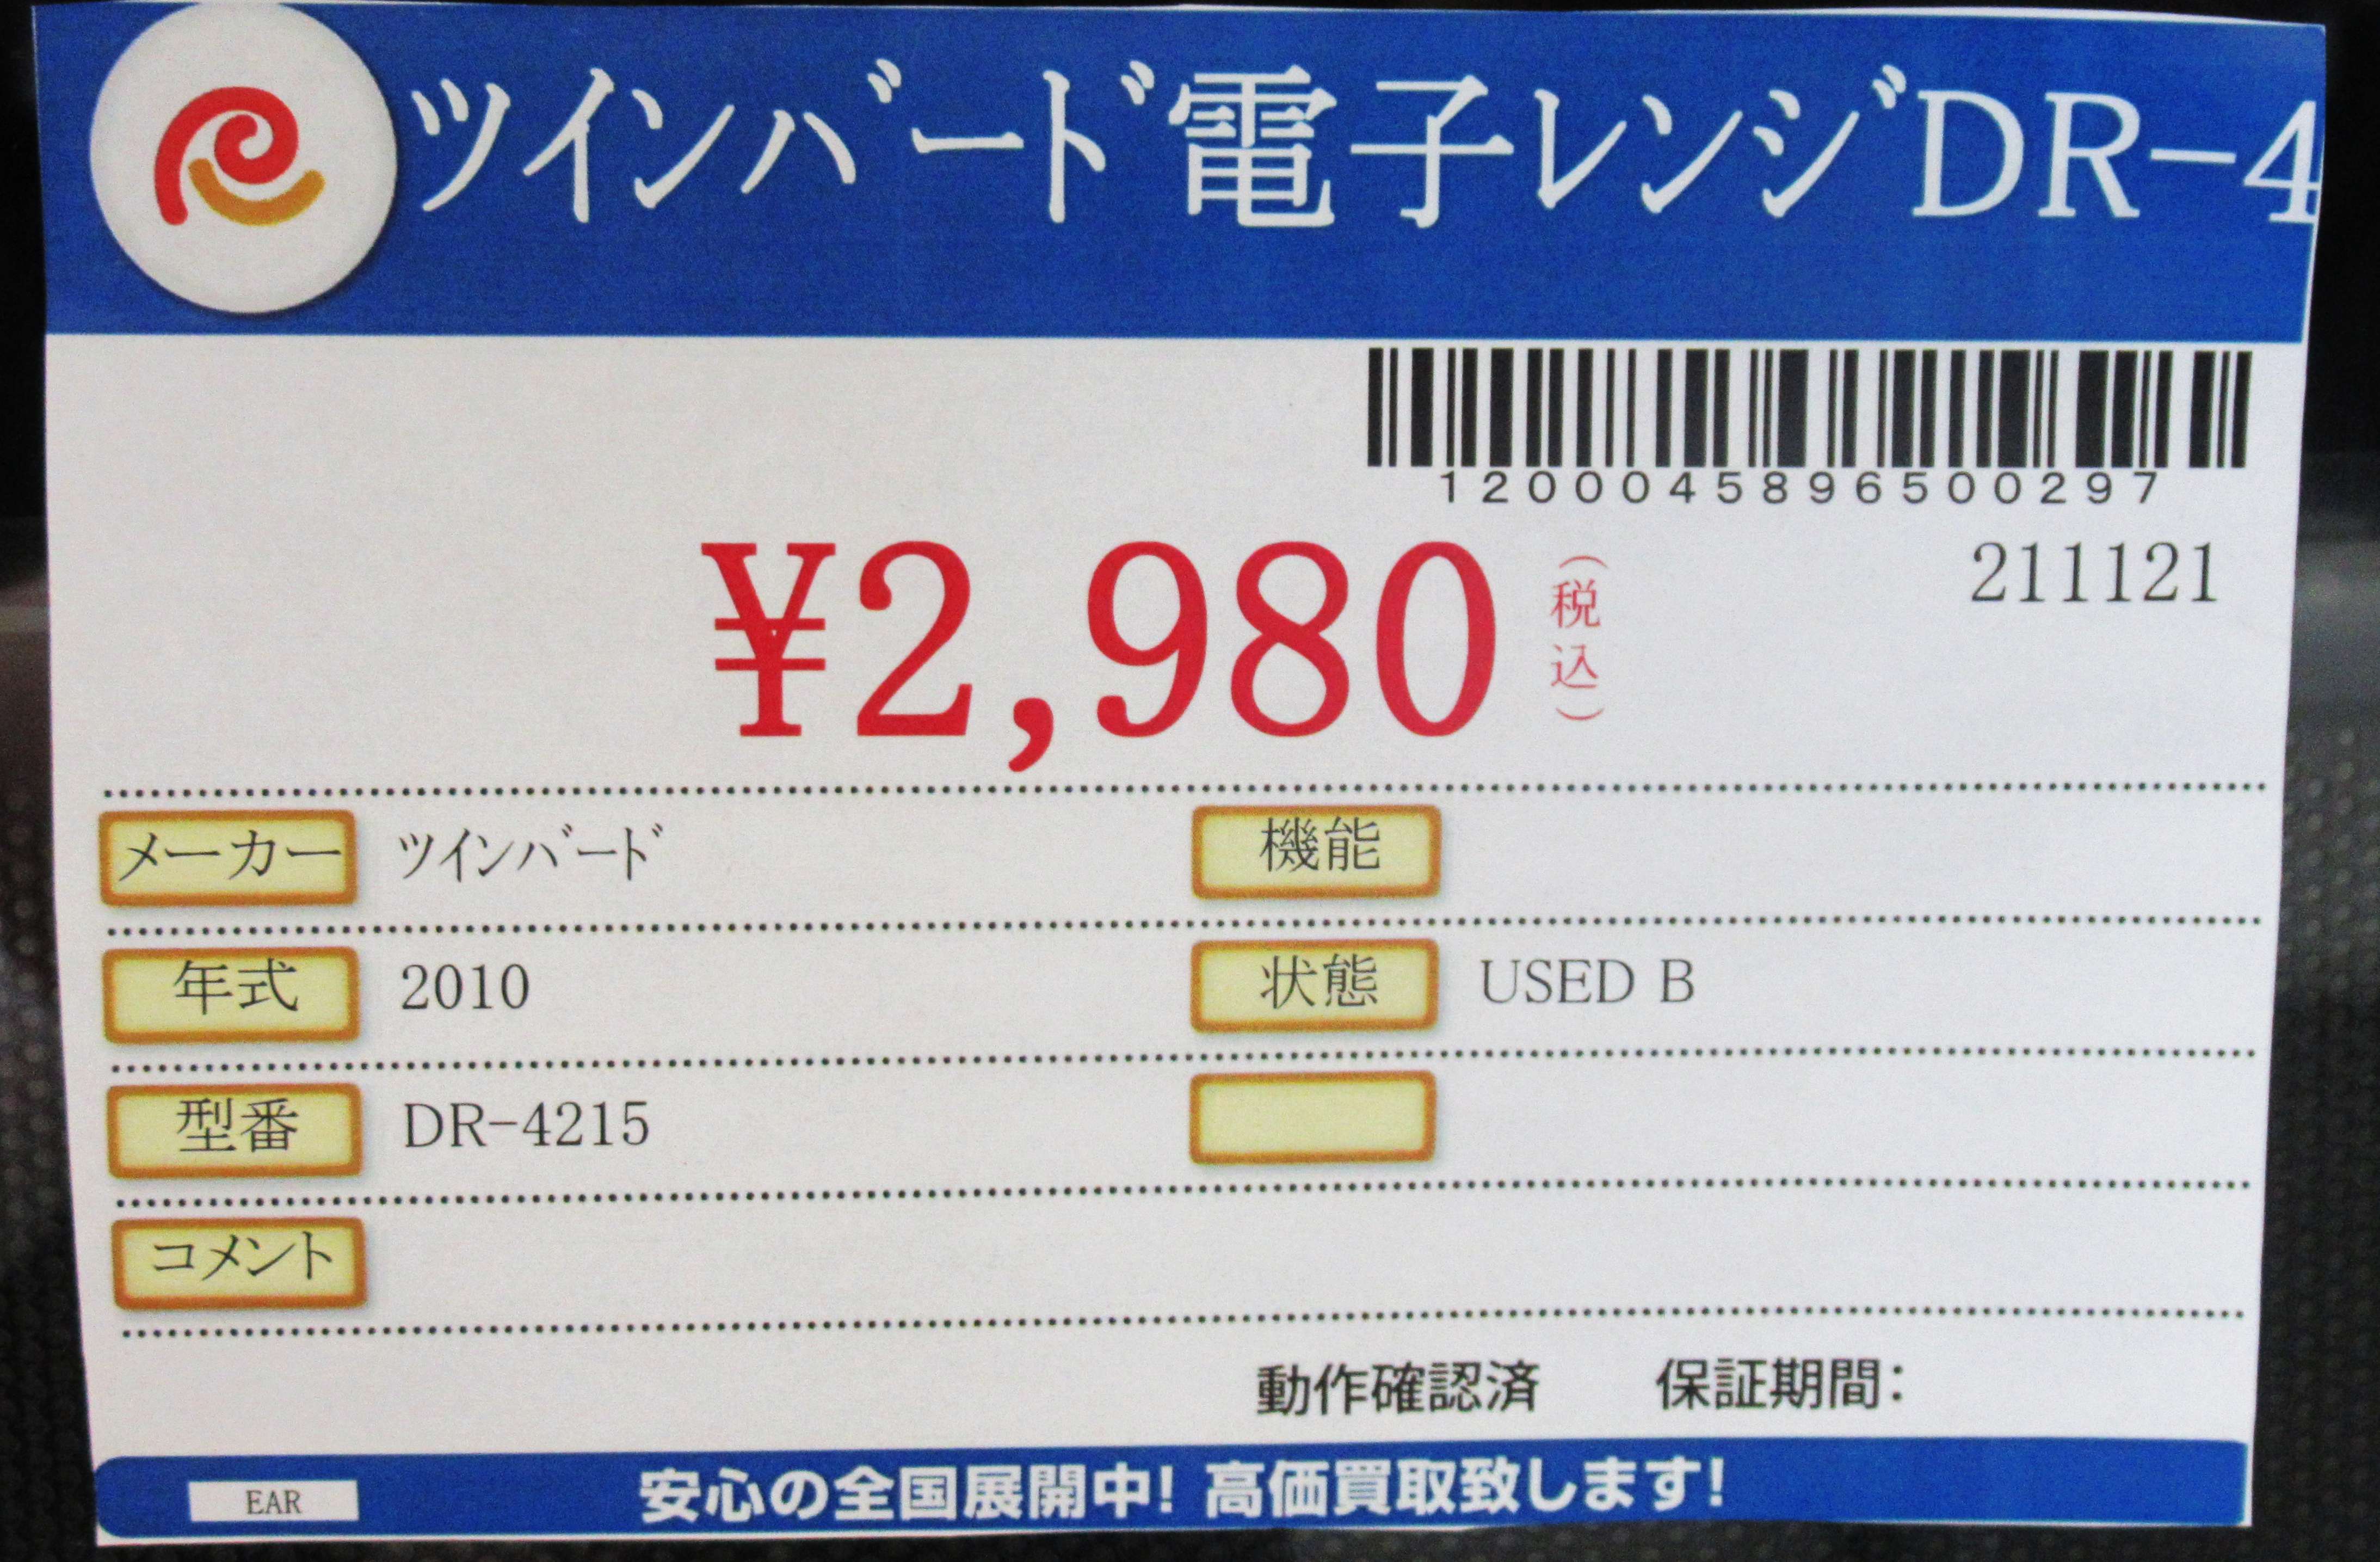 ツインバード電子レンジDR-4
1200045896500297
¥2,980 （税込）
211121
メーカー ツインバード 機能
年式 2010 状態 USED B
型番 DR-4215
コメント
動作確認済 保証期間：
EAR 安心の全国展開中！高価買取致します！